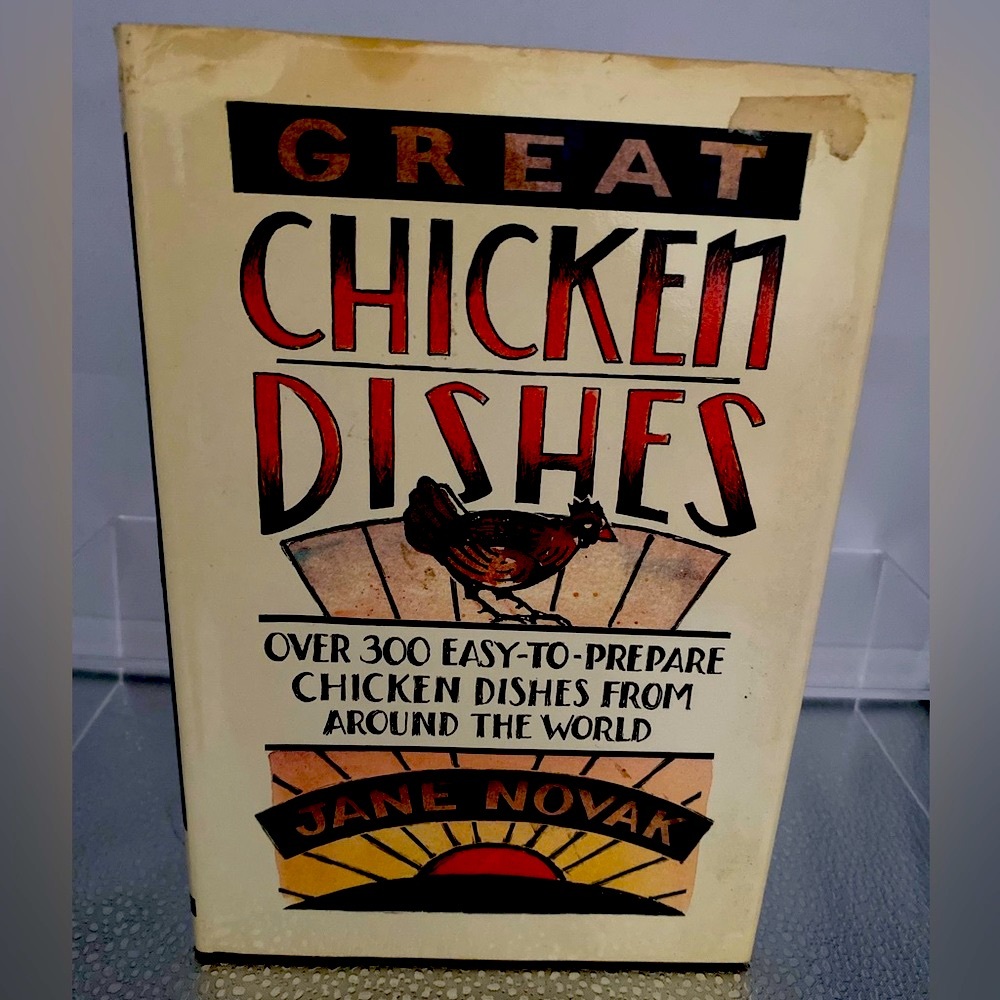 GREAT
CHICKEN
DISHES
OVER 300 EASY-TO-PREPARE
CHICKEN DISHES FROM
AROUND THE WORLD
JANE NOVAK